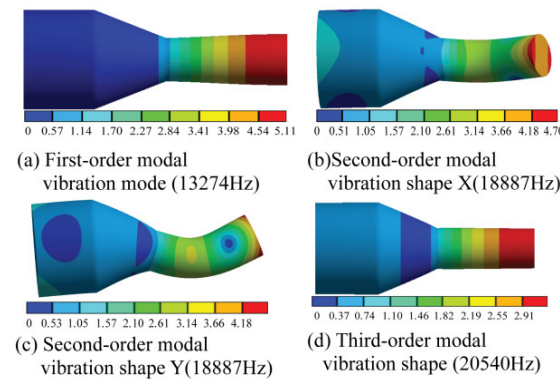 0 0.57 1.14 1.70 2.27 2.84 3.41 3.98 4.54 5.11
(a) First-order modal
vibration mode (13274Hz)
0 0.51 1.05 1.57 2.10 2.61 3.16 3.66 4.18 4.70
(b)Second-order modal
vibration shape X(18887Hz)
0 0.53 1.05 1.57 2.10 2.61 3.14 3.66 4.18
(c) Second-order modal
vibration shape Y(18887Hz)
0 0.37 0.74 1.10 1.46 1.82 2.19 2.55 2.91
(d) Third-order modal
vibration shape (20540Hz)